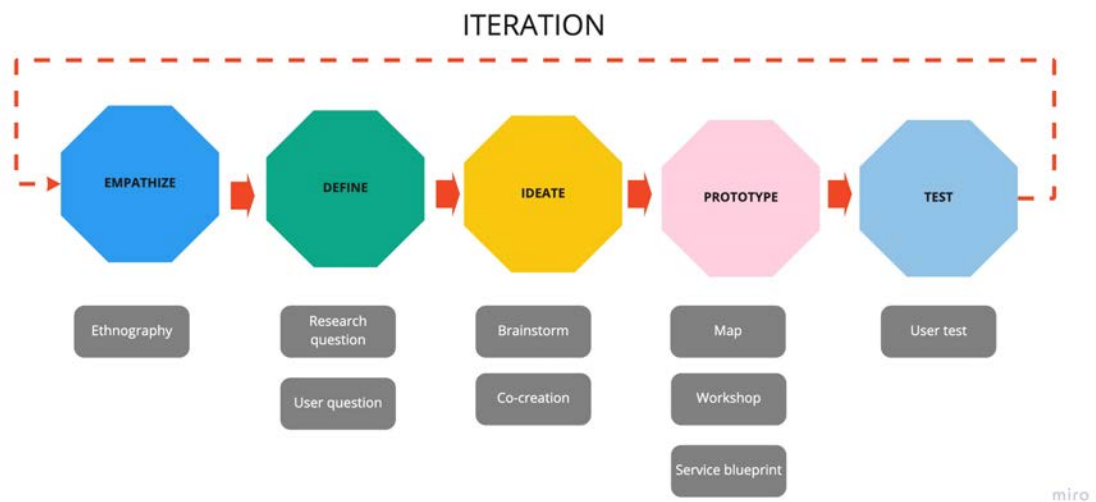 ITERATION
EMPATHIZE
DEFINE
IDEATE
PROTOTYPE
TEST
Ethnography
Research
question
Brainstorm
Map
User test
User question
Co-creation
Workshop
Service blueprint
miro